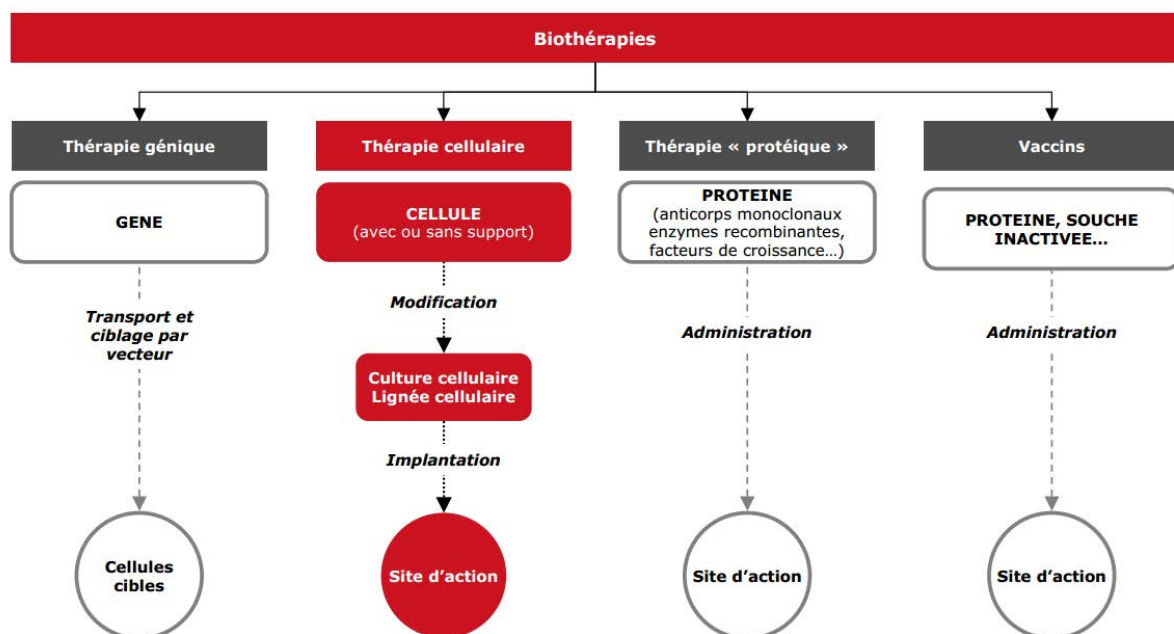 Biothérapies
Thérapie génique
Thérapie cellulaire
Thérapie « protéique »
Vaccins
GENE
CELLULE
(avec ou sans support)
PROTEINE
(anticorps monoclonaux
enzymes recombinantes,
facteurs de croissance…)
PROTEINE, SOUCHE
INACTIVEE…
Transport et
ciblage par
vecteur
Modification
Administration
Administration
Culture cellulaire
Lignée cellulaire
Implantation
Cellules
cibles
Site d’action
Site d’action
Site d’action